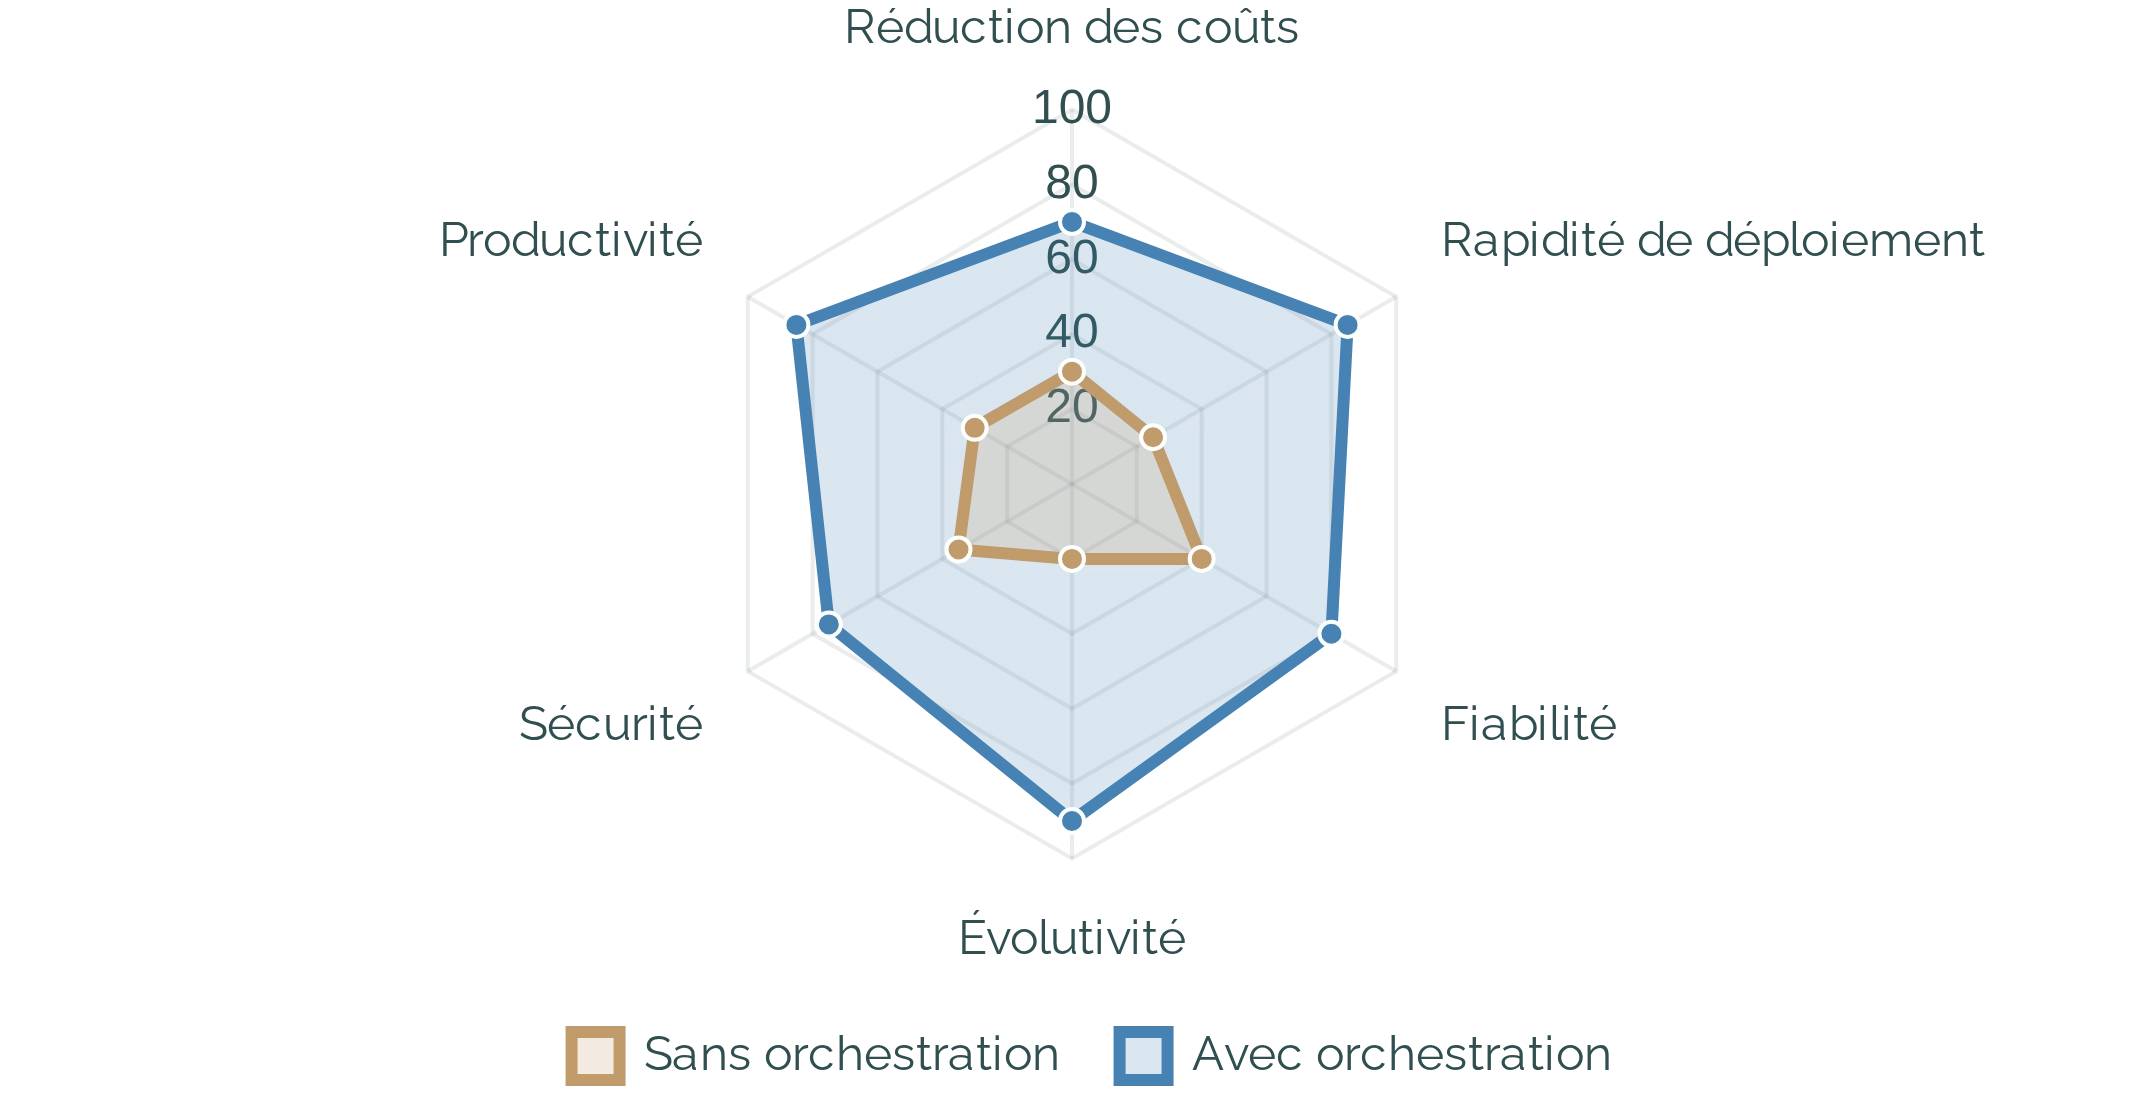 Réduction des coûts
100
80
60
40
20
Productivité
Rapidité de déploiement
Sécurité
Fiabilité
Évolutivité
Sans orchestration
Avec orchestration